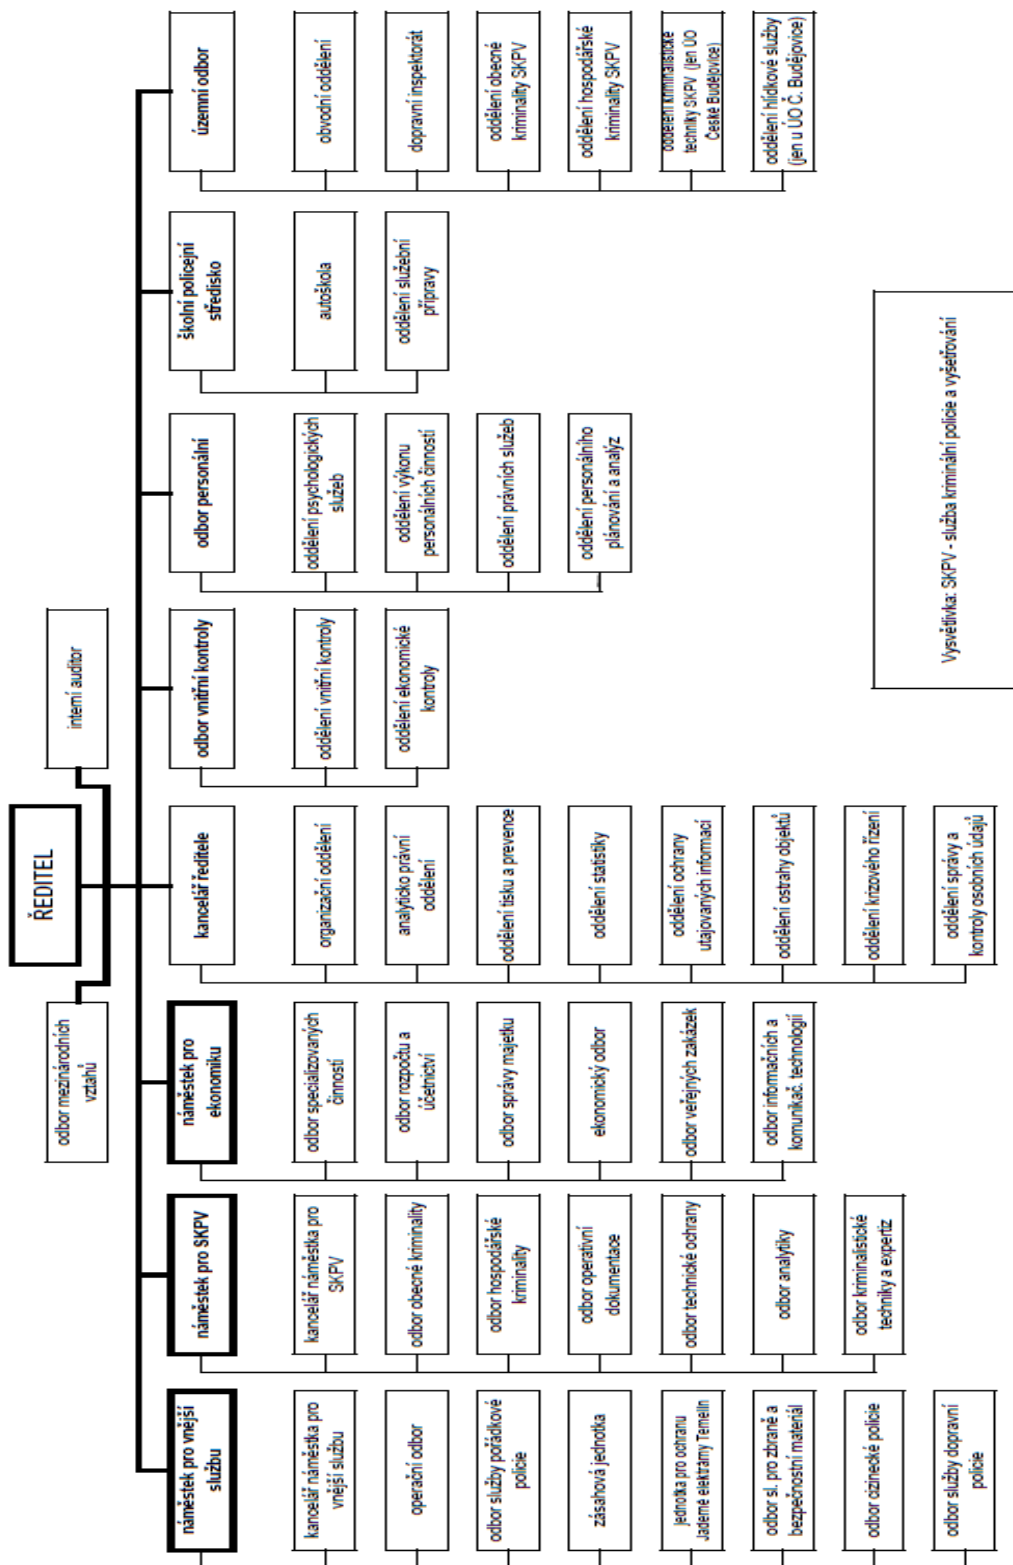 ŘEDITEL
odbor mezinárodních
vztahů
interní auditor
náměstek pro vnější
službu
kancelář náměstka pro
vnější službu
operační odbor
odbor služby pořádkové
policie
zásahová jednotka
jednotka pro ochranu
Jaderné elektrárny Temelín
odbor sl. pro zbraně a
bezpečnostní materiál
odbor cizinecké policie
odbor služby dopravní
policie
náměstek pro SKPV
kancelář náměstka pro
SKPV
odbor obecné kriminality
odbor hospodářské
kriminality
odbor operativní
dokumentace
odbor technické ochrany
odbor analytiky
odbor kriminalistické
techniky a expertiz
náměstek pro
ekonomiku
odbor specializovaných
činností
odbor rozpočtu a
účetnictví
odbor správy majetku
ekonomický odbor
odbor veřejných zakázek
odbor informačních a
komunikač. technologií
kancelář ředitele
organizační oddělení
analyticko právní
oddělení
oddělení tisku a prevence
oddělení statistiky
oddělení ochrany
utajovaných informací
oddělení ostrahy objektů
oddělení krizového řízení
oddělení správy a
kontroly osobních údajů
odbor vnitřní kontroly
oddělení vnitřní kontroly
oddělení ekonomické
kontroly
odbor personální
oddělení psychologických
služeb
oddělení výkonu
personálních činností
oddělení právních služeb
oddělení personálního
plánování a analýz
školní policejní
středisko
autoškola
oddělení služební
přípravy
územní odbor
obvodní oddělení
dopravní inspektorát
oddělení obecné
kriminality SKPV
oddělení hospodářské
kriminality SKPV
oddělení kriminalistické
techniky SKPV (jen ÚO
České Budějovice)
oddělení hlídkové služby
(jen u ÚO Č. Budějovice)
Vysvětlivka: SKPV - služba kriminální policie a vyšetřování